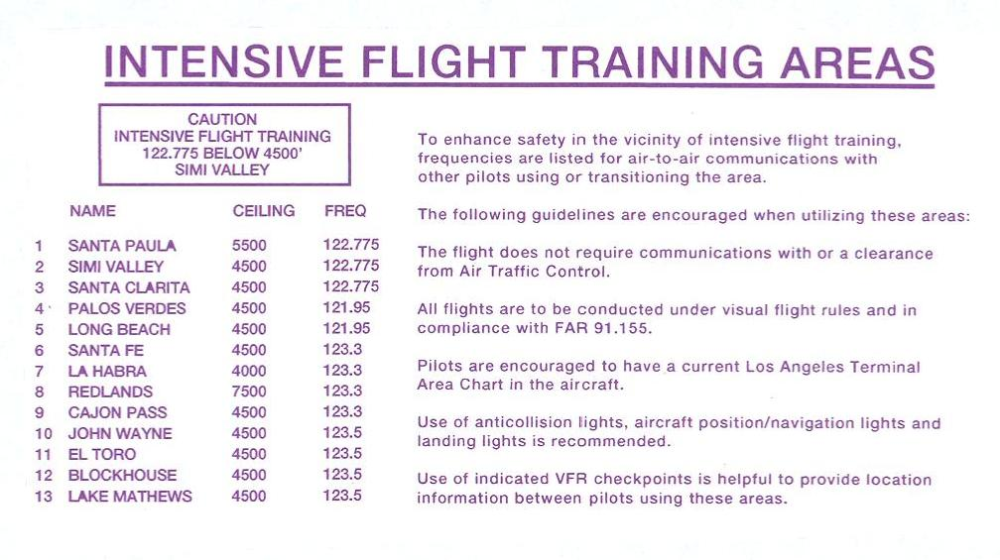 INTENSIVE FLIGHT TRAINING AREAS
CAUTION
INTENSIVE FLIGHT TRAINING
122.775 BELOW 4500'
SIMI VALLEY
NAME CEILING FREQ
1 SANTA PAULA 5500 122.775
2 SIMI VALLEY 4500 122.775
3 SANTA CLARITA 4500 122.775
4 PALOS VERDES 4500 121.95
5 LONG BEACH 4500 121.95
6 SANTA FE 4500 123.3
7 LA HABRA 4000 123.3
8 REDLANDS 7500 123.3
9 CAJON PASS 4500 123.3
10 JOHN WAYNE 4500 123.5
11 EL TORO 4500 123.5
12 BLOCKHOUSE 4500 123.5
13 LAKE MATHEWS 4500 123.5
To enhance safety in the vicinity of intensive flight training,
frequencies are listed for air-to-air communications with
other pilots using or transitioning the area.
The following guidelines are encouraged when utilizing these areas:
The flight does not require communications with or a clearance
from Air Traffic Control.
All flights are to be conducted under visual flight rules and in
compliance with FAR 91.155.
Pilots are encouraged to have a current Los Angeles Terminal
Area Chart in the aircraft.
Use of anticollision lights, aircraft position/navigation lights and
landing lights is recommended.
Use of indicated VFR checkpoints is helpful to provide location
information between pilots using these areas.